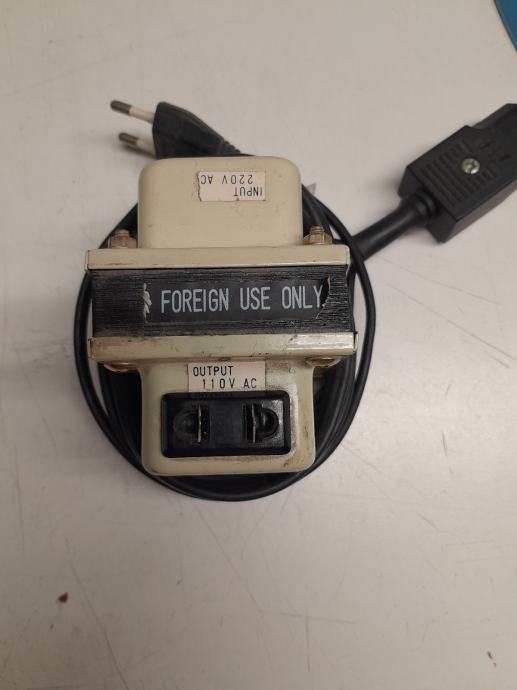 INPUT
220V AC
FOREIGN USE ONLY
OUTPUT
110V AC